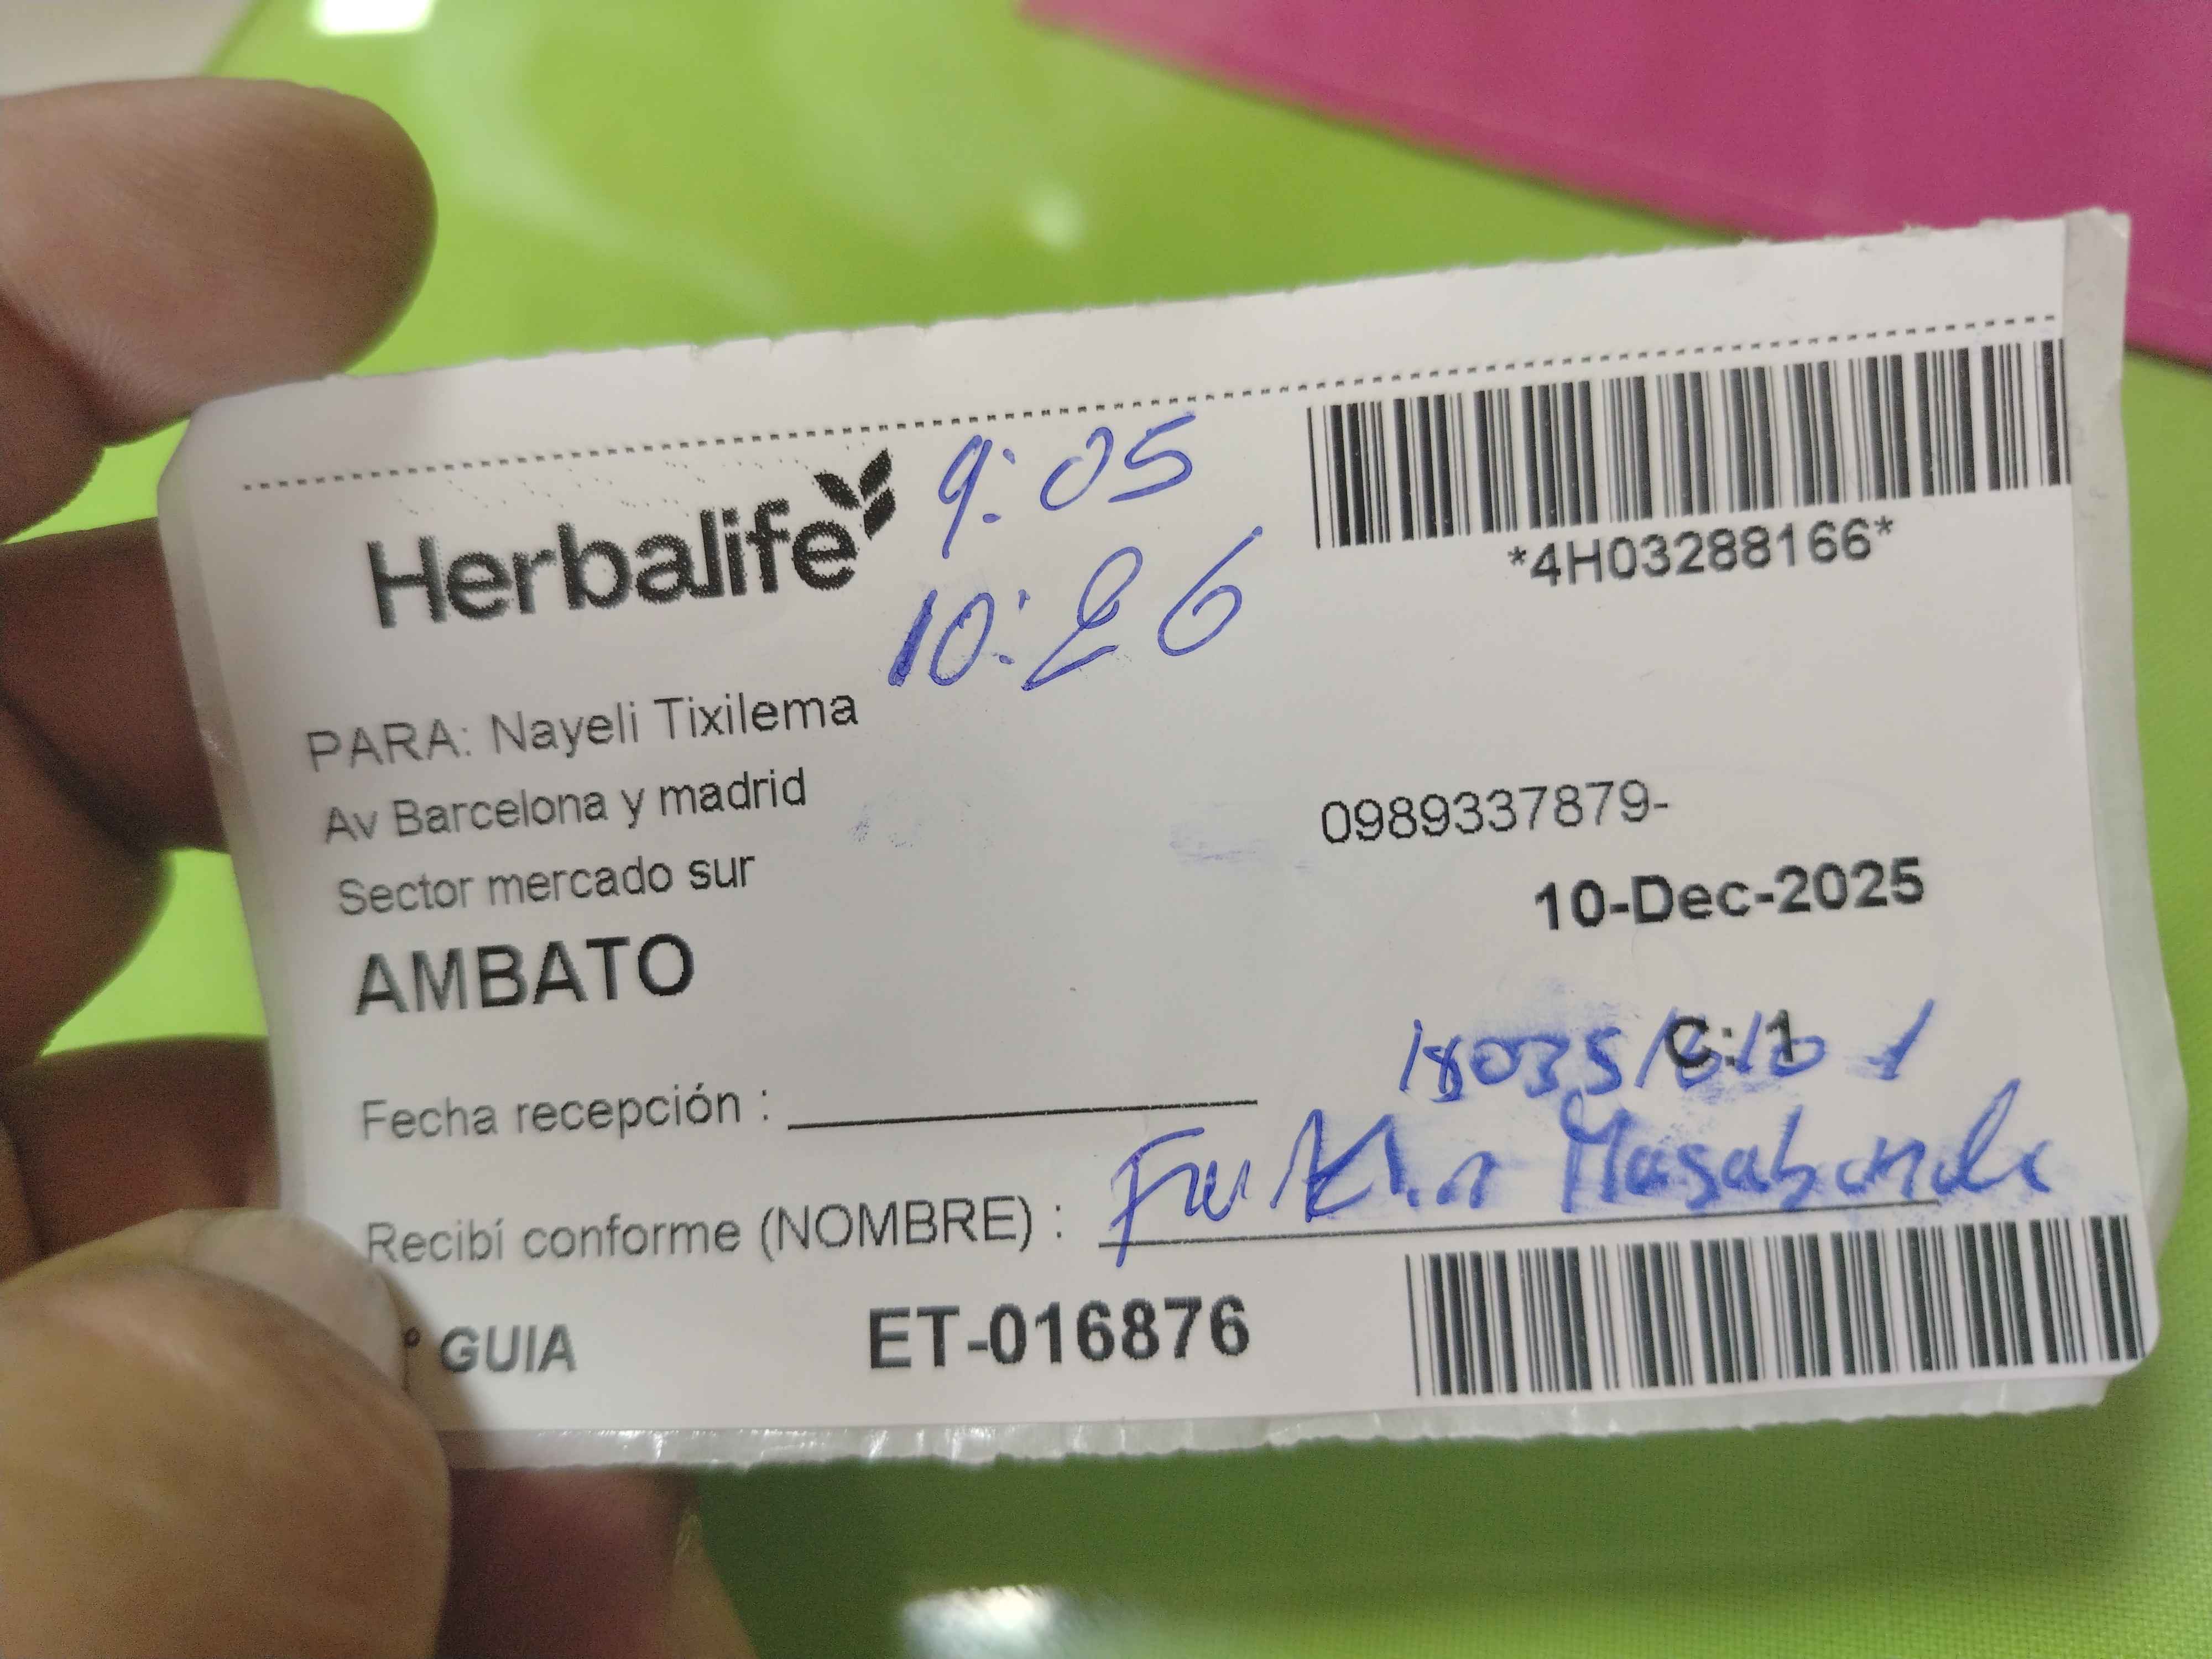 Herbalife
9:05
10:26
*4H03288166*
PARA: Nayeli Tixilema
Av Barcelona y madrid
0989337879-
Sector mercado sur
10-Dec-2025
AMBATO
C: 1
Fecha recepción :
Recibí conforme (NOMBRE) : Masabanda
° GUIA ET-016876